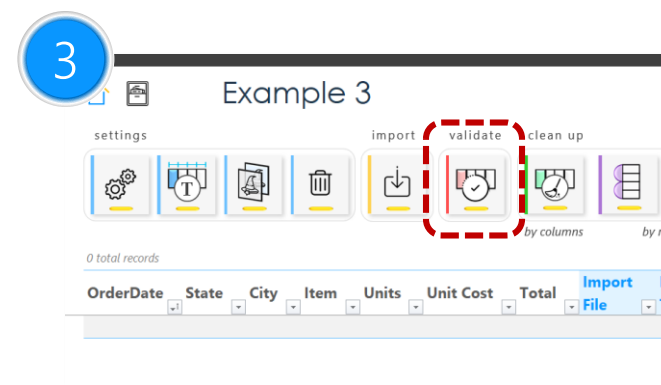 3
Example 3
settings
import
validate
clean up
T
by columns
0 total records
OrderDate State City Item Units Unit Cost Total Import File